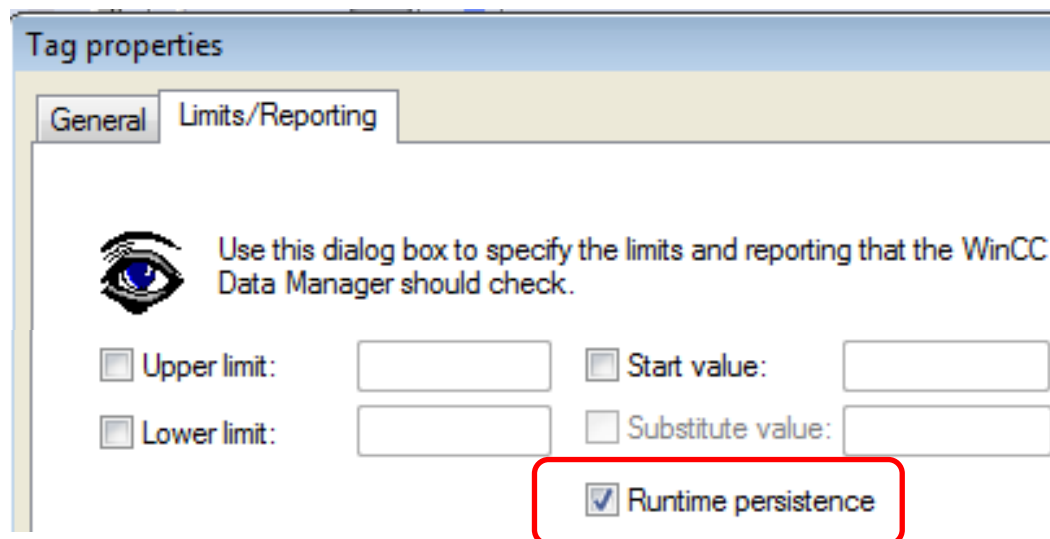 Tag properties
General
Limits/Reporting
Use this dialog box to specify the limits and reporting that the WinCC
Data Manager should check.
Upper limit:
Start value:
Lower limit:
Substitute value:
Runtime persistence